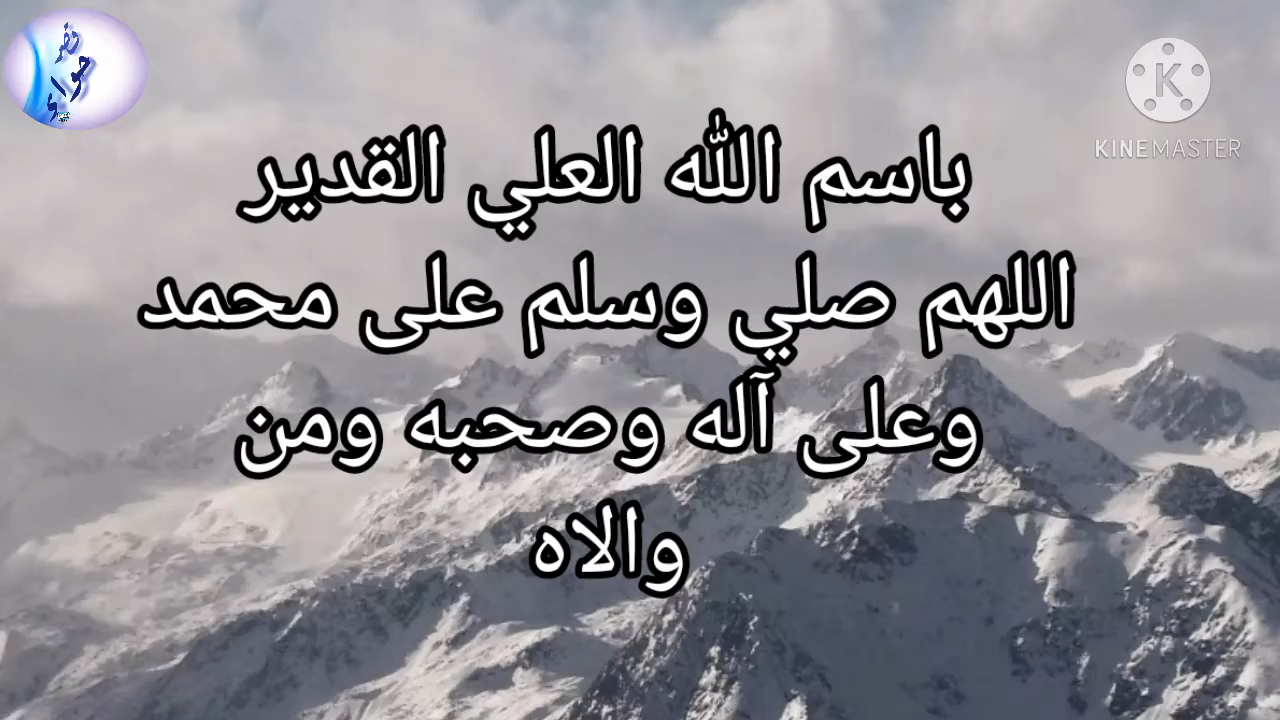 باسم الله العلي القدير
اللهم صلي وسلم على محمد
وعلى آله وصحبه ومن
والاه
KINEMASTER